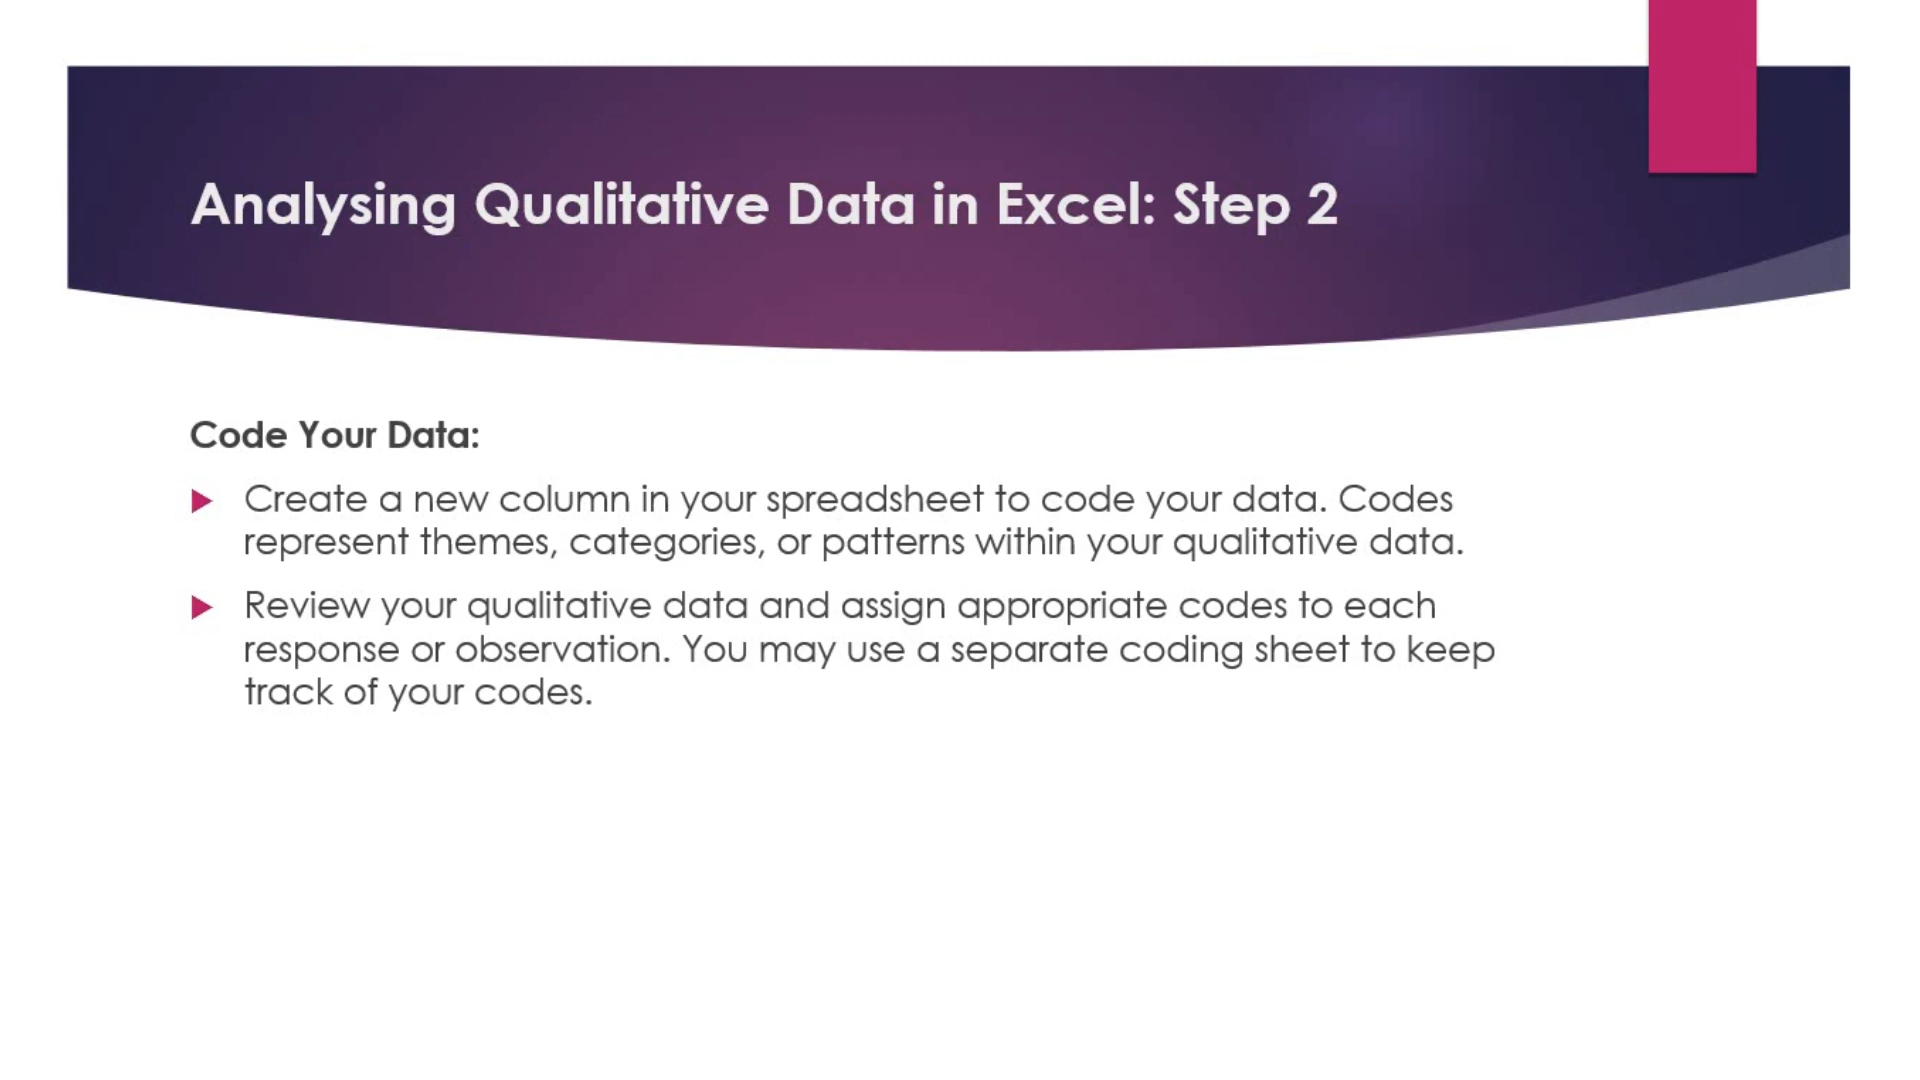 Analysing Qualitative Data in Excel: Step 2
Code Your Data:
Create a new column in your spreadsheet to code your data. Codes
represent themes, categories, or patterns within your qualitative data.
Review your qualitative data and assign appropriate codes to each
response or observation. You may use a separate coding sheet to keep
track of your codes.